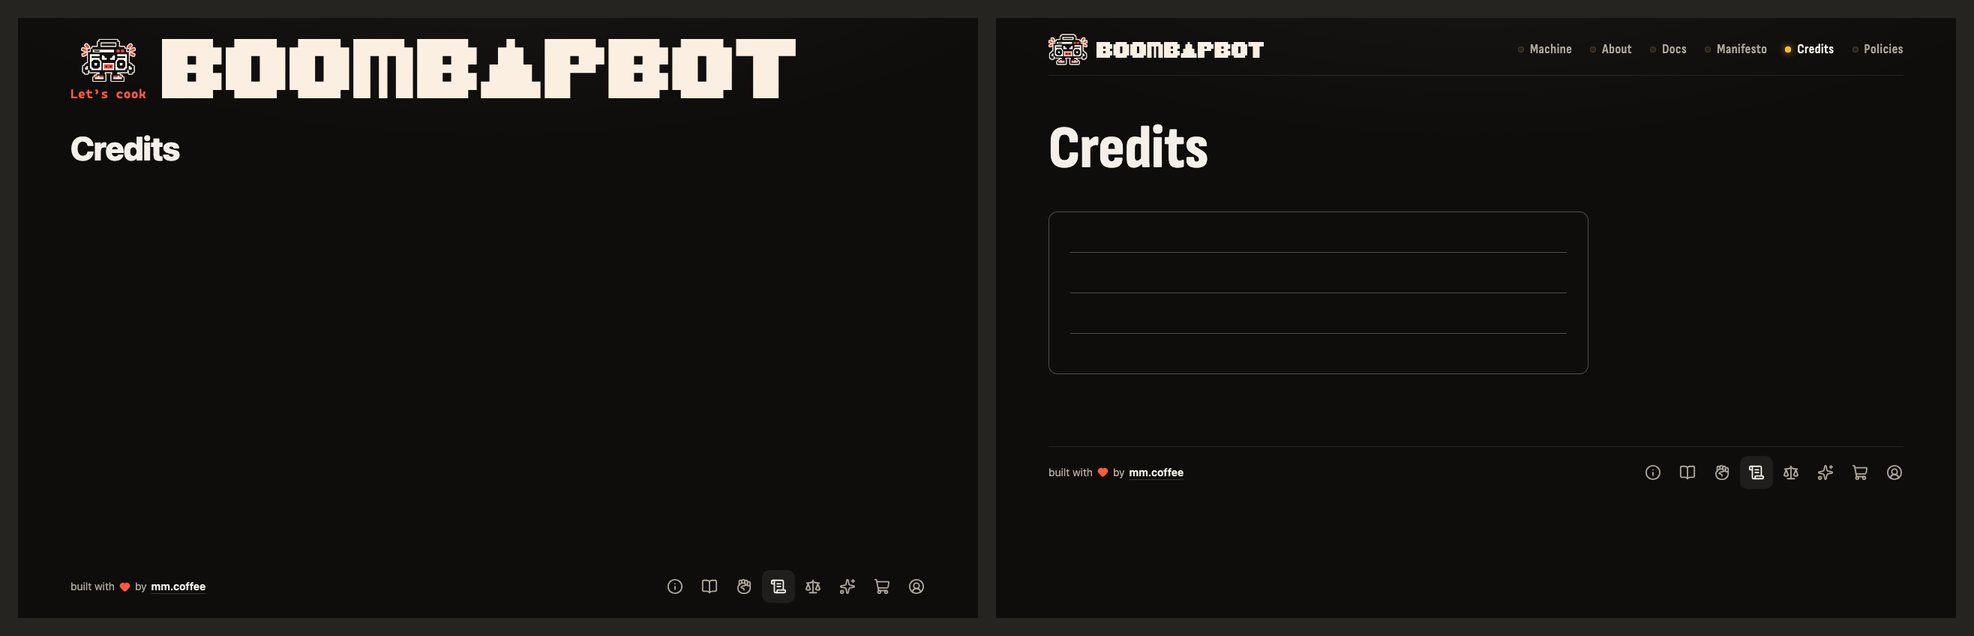 BOOMBAPBOT
Let's cook
Credits
built with by mm.coffee
BOOMBAPBOT
Machine About Docs Manifesto Credits Policies
Credits
built with by mm.coffee